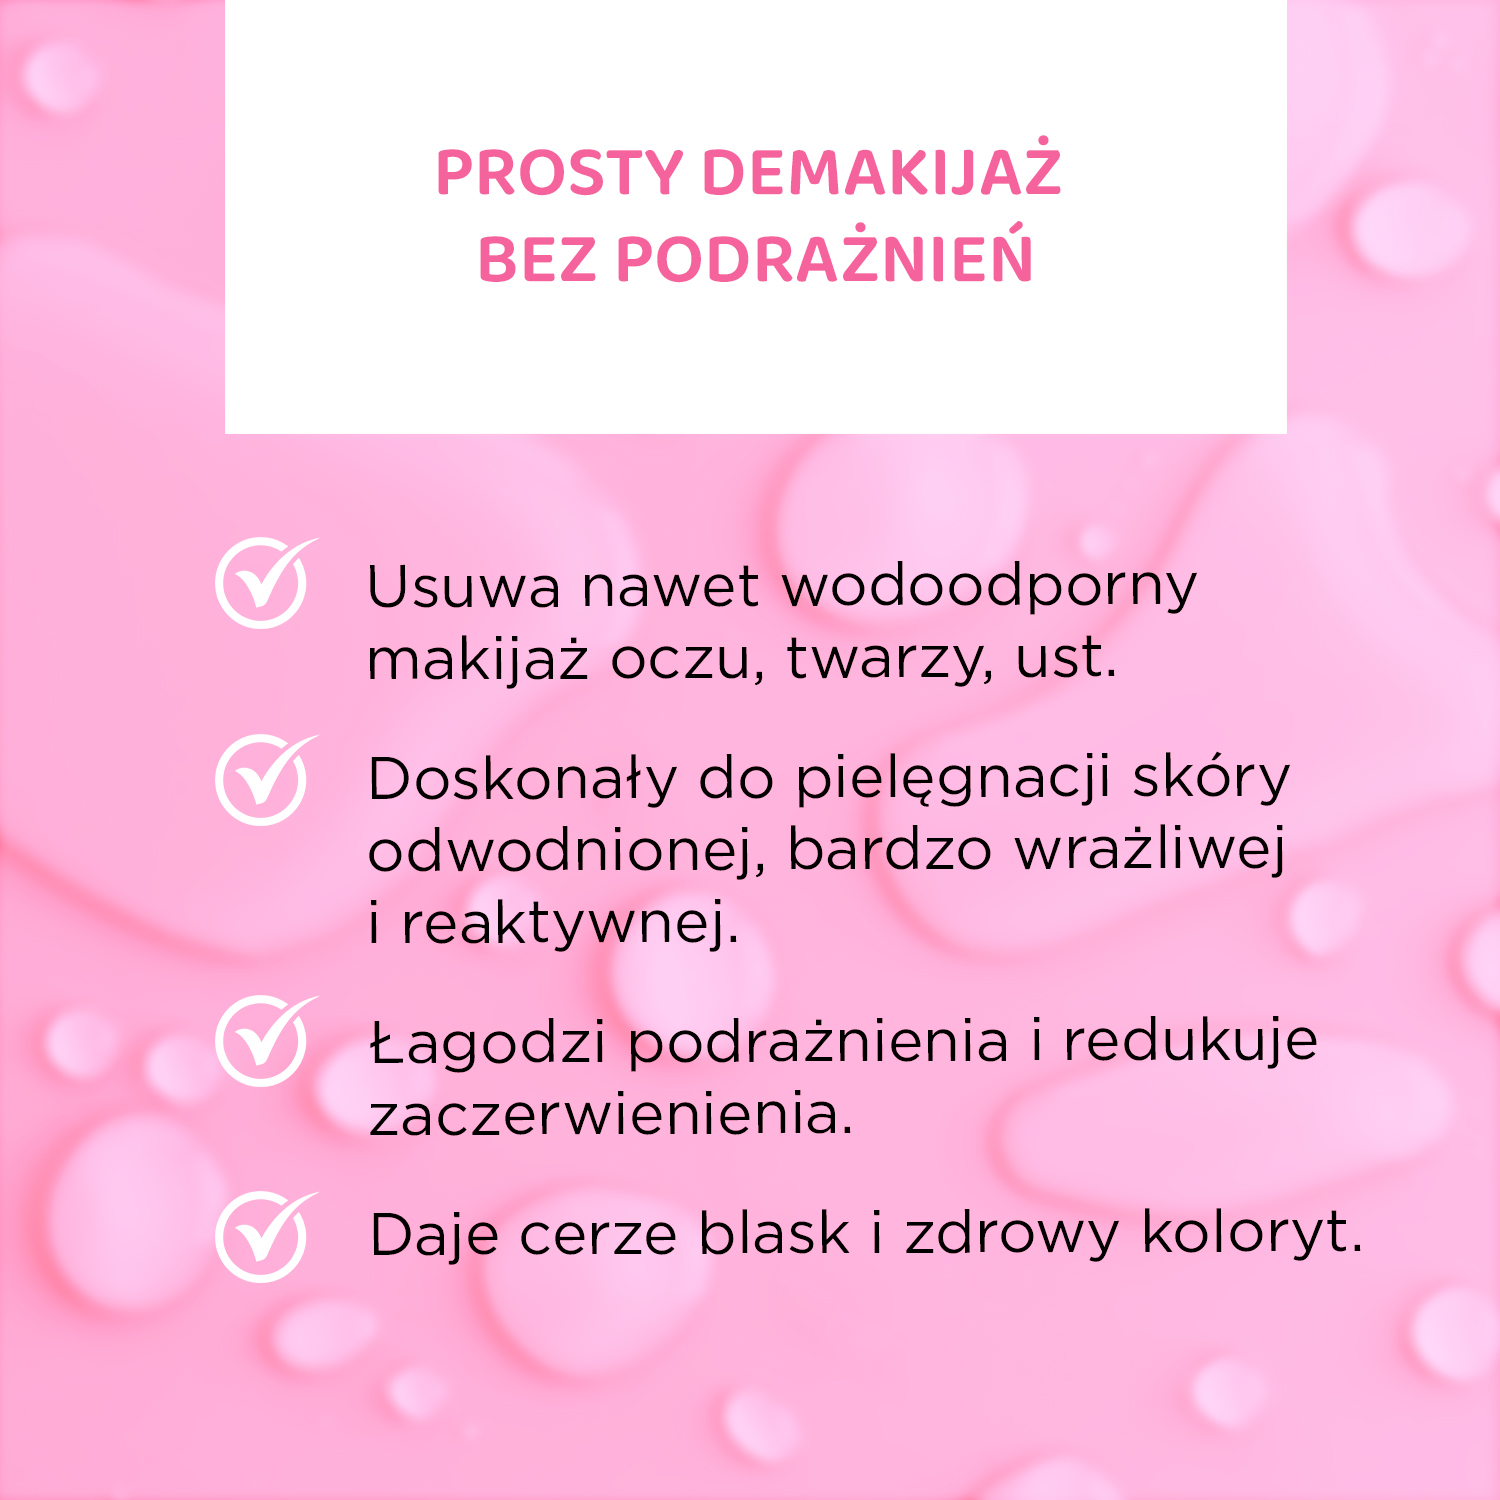 PROSTY DEMAKIJAŻ
BEZ PODRAŻNIEŃ
Usuwa nawet wodoodporny
makijaż oczu, twarzy, ust.
Doskonały do pielęgnacji skóry
odwodnionej, bardzo wrażliwej
i reaktywnej.
Łagodzi podrażnienia i redukuje
zaczerwienienia.
Daje cerze blask i zdrowy koloryt.